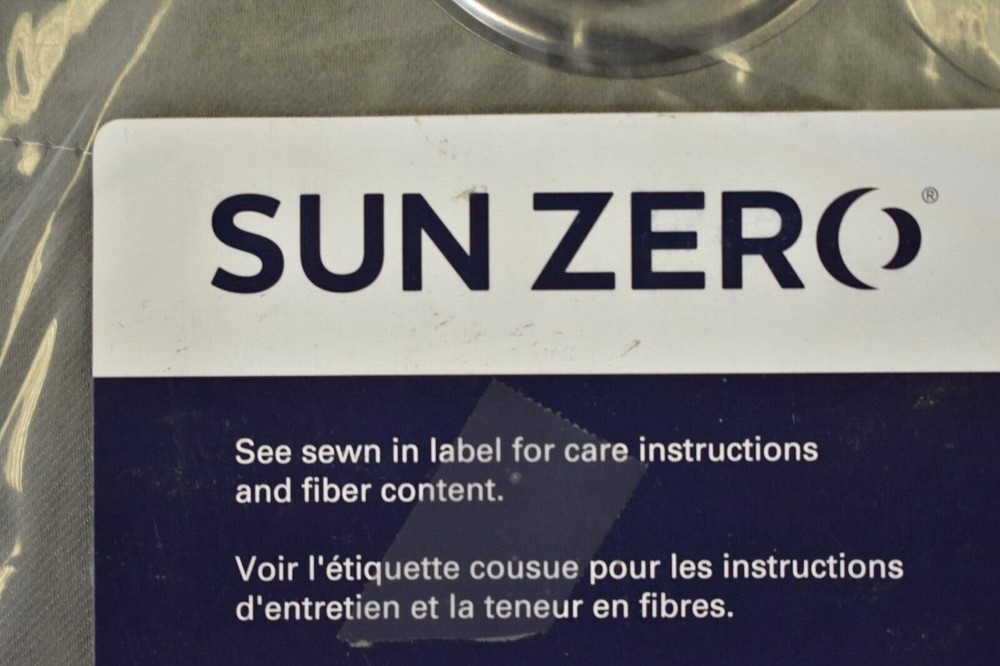 SUN ZERO®
See sewn in label for care instructions
and fiber content.
Voir l'étiquette cousue pour les instructions
d'entretien et la teneur en fibres.